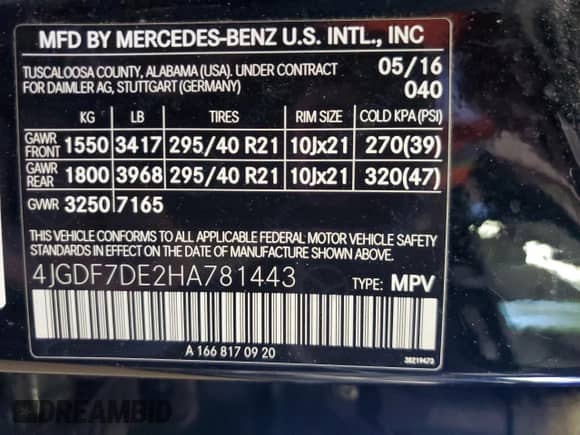 MFD BY MERCEDES-BENZ U.S. INTL., INC
TUSCALOOSA COUNTY, ALABAMA (USA). UNDER CONTRACT 05/16
FOR DAIMLER AG, STUTTGART (GERMANY) 040
KG LB TIRES RIM SIZE COLD KPA (PSI)
GAWR FRONT 1550 3417 295/40 R21 10Jx21 270(39)
GAWR REAR 1800 3968 295/40 R21 10Jx21 320(47)
GVWR 3250 7165
THIS VEHICLE CONFORMS TO ALL APPLICABLE FEDERAL MOTOR VEHICLE SAFETY
STANDARDS IN EFFECT ON THE DATE OF MANUFACTURE SHOWN ABOVE.
4JGDF7DE2HA781443 TYPE: MPV
A 166 817 09 20
38219473
DREAMBID